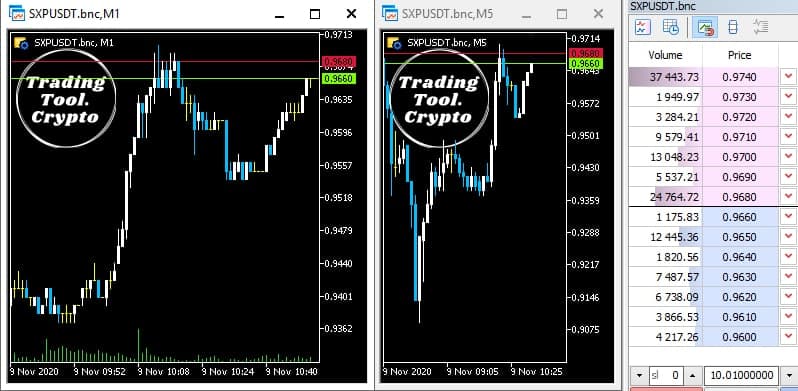 SXPUSDT.bnc,M1
SXPUSDT.bnc, M1
Trading
Tool.
Crypto
0.9713
0.9680
0.9660
0.9635
0.9596
0.9557
0.9518
0.9479
0.9440
0.9401
0.9362
9 Nov 2020
9 Nov 09:52
9 Nov 10:08
9 Nov 10:24
9 Nov 10:40
SXPUSDT.bnc,M5
SXPUSDT.bnc, M5
Trading
Tool.
Crypto
0.9714
0.9680
0.9660
0.9643
0.9572
0.9501
0.9430
0.9359
0.9288
0.9217
0.9146
0.9075
9 Nov 2020
9 Nov 09:05
9 Nov 10:25
SXPUSDT.bnc
Volume Price
37 443.73 0.9740
1 949.97 0.9730
3 284.21 0.9720
9 579.41 0.9710
13 048.23 0.9700
5 537.21 0.9690
24 764.72 0.9680
1 175.83 0.9660
12 445.36 0.9650
1 820.56 0.9640
7 487.57 0.9630
6 738.09 0.9620
3 866.53 0.9610
4 217.26 0.9600
sl 0 10.01000000